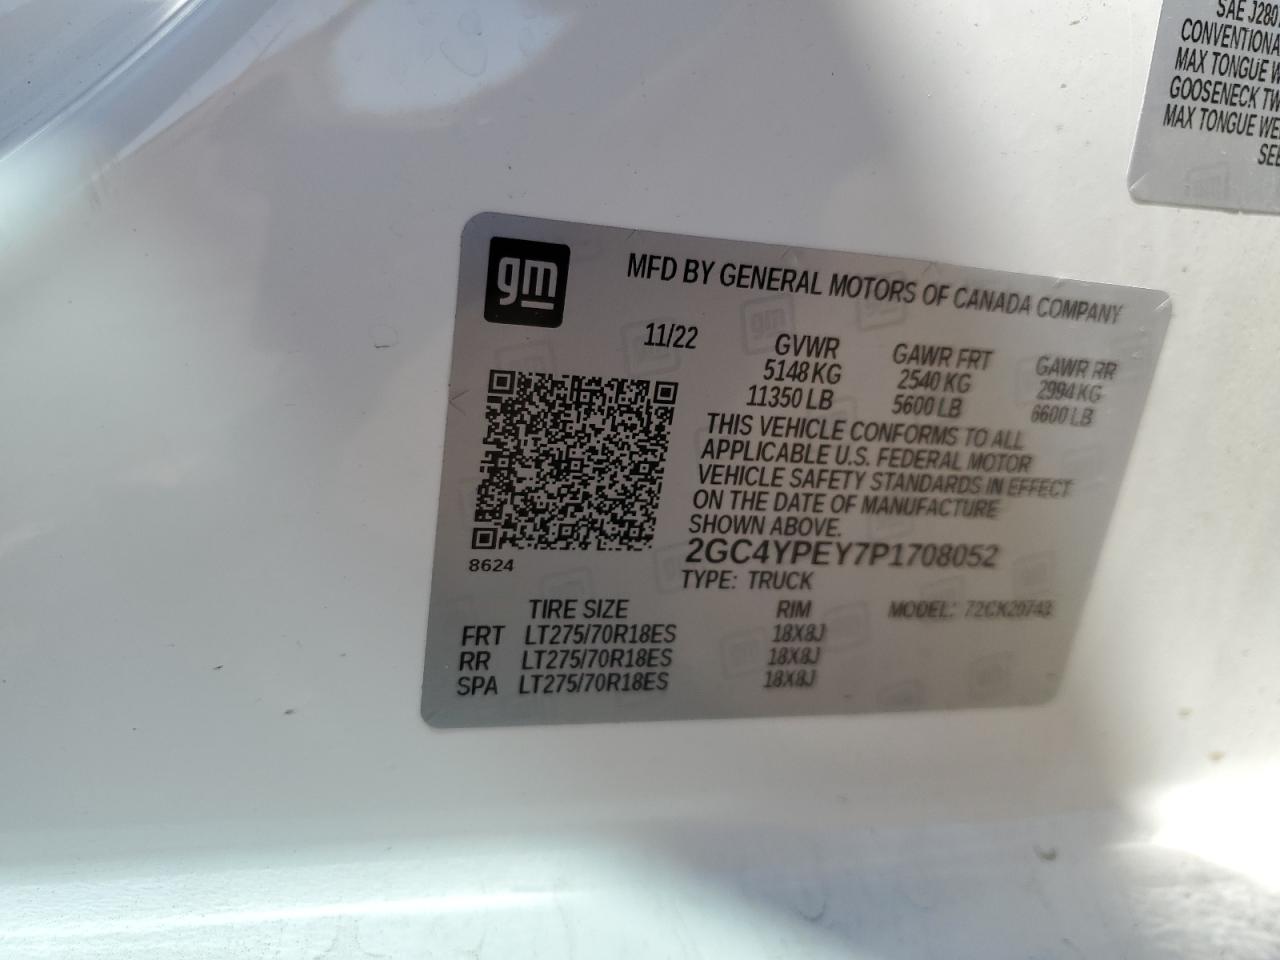 SAE J280
CONVENTIONA
MAX TONGUE W
GOOSENECK TW
MAX TONGUE WE
SEE
gm
MFD BY GENERAL MOTORS OF CANADA COMPANY
11/22
GVWR GAWR FRT GAWR RR
5148 KG 2540 KG 2994 KG
11350 LB 5600 LB 6600 LB
THIS VEHICLE CONFORMS TO ALL
APPLICABLE U.S. FEDERAL MOTOR
VEHICLE SAFETY STANDARDS IN EFFECT
ON THE DATE OF MANUFACTURE
SHOWN ABOVE.
8624
2GC4YPEY7P1708052
TYPE: TRUCK
TIRE SIZE RIM MODEL: 72CK20743
FRT LT275/70R18ES 18X8J
RR LT275/70R18ES 18X8J
SPA LT275/70R18ES 18X8J